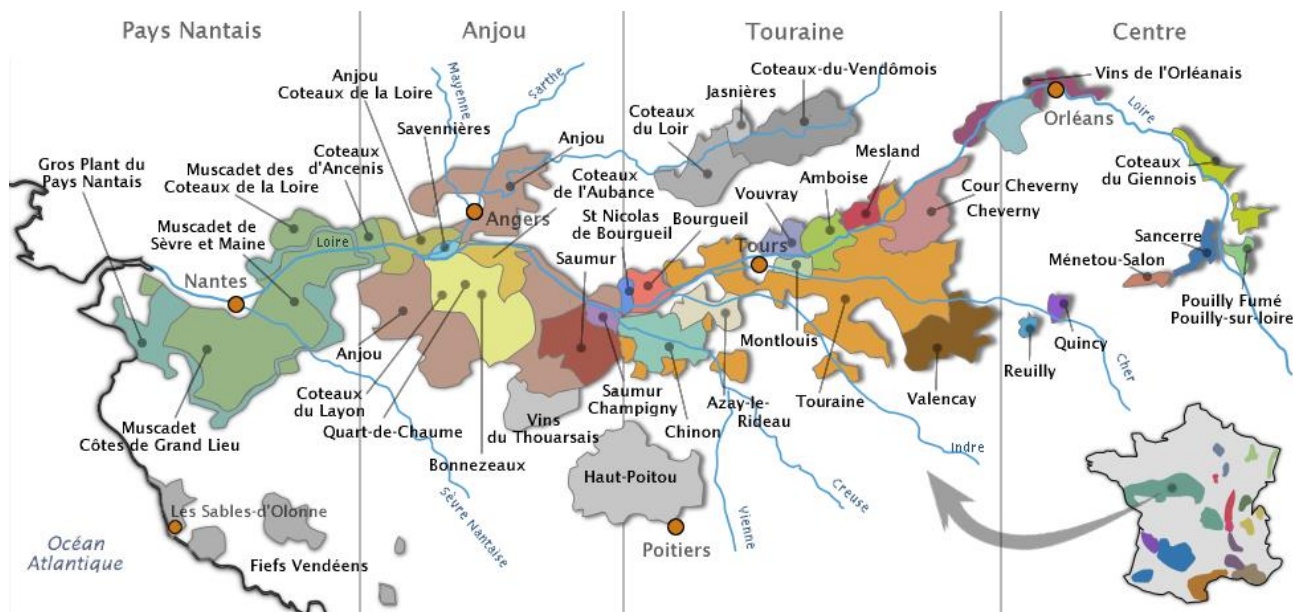 Pays Nantais
Anjou
Touraine
Centre
Mayenne
Sarthe
Anjou
Coteaux de la Loire
Savennières
Coteaux
d'Ancenis
Muscadet des
Coteaux de la Loire
Gros Plant du
Pays Nantais
Muscadet de
Sèvre et Maine
Loire
Nantes
Anjou
Angers
Coteaux
de l'Aubance
St Nicolas
de Bourgueil
Saumur
Bourgueil
Coteaux
du Loir
Jasnières
Coteaux-du-Vendômois
Vouvray
Amboise
Mesland
Tours
Cour Cheverny
Cheverny
Vins de l'Orléanais
Orléans
Loire
Coteaux
du Giennois
Sancerre
Ménetou-Salon
Pouilly Fumé
Pouilly-sur-loire
Quincy
Reuilly
Cher
Muscadet
Côtes de Grand Lieu
Anjou
Coteaux
du Layon
Quart-de-Chaume
Bonnezeaux
Vins
du Thouarsais
Saumur
Champigny
Chinon
Azay-le-
Rideau
Montlouis
Touraine
Valencay
Indre
Creuse
Vienne
Haut-Poitou
Poitiers
Sèvre Nantaise
Les Sables-d'Olonne
Fiefs Vendéens
Océan
Atlantique